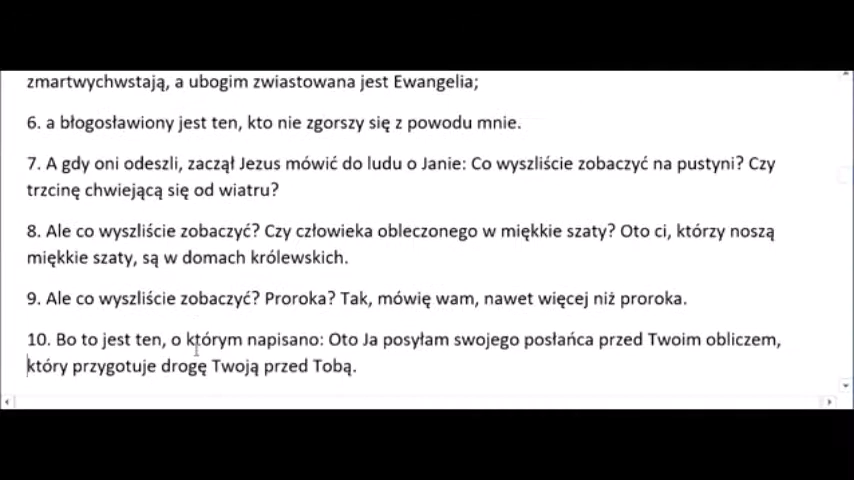 zmartwychwstają, a ubogim zwiastowana jest Ewangelia;
6. a błogosławiony jest ten, kto nie zgorszy się z powodu mnie.
7. A gdy oni odeszli, zaczął Jezus mówić do ludu o Janie: Co wyszliście zobaczyć na pustyni? Czy
trzcinę chwiejącą się od wiatru?
8. Ale co wyszliście zobaczyć? Czy człowieka obleczonego w miękkie szaty? Oto ci, którzy noszą
miękkie szaty, są w domach królewskich.
9. Ale co wyszliście zobaczyć? Proroka? Tak, mówię wam, nawet więcej niż proroka.
10. Bo to jest ten, o którym napisano: Oto Ja posyłam swojego posłańca przed Twoim obliczem,
który przygotuje drogę Twoją przed Tobą.